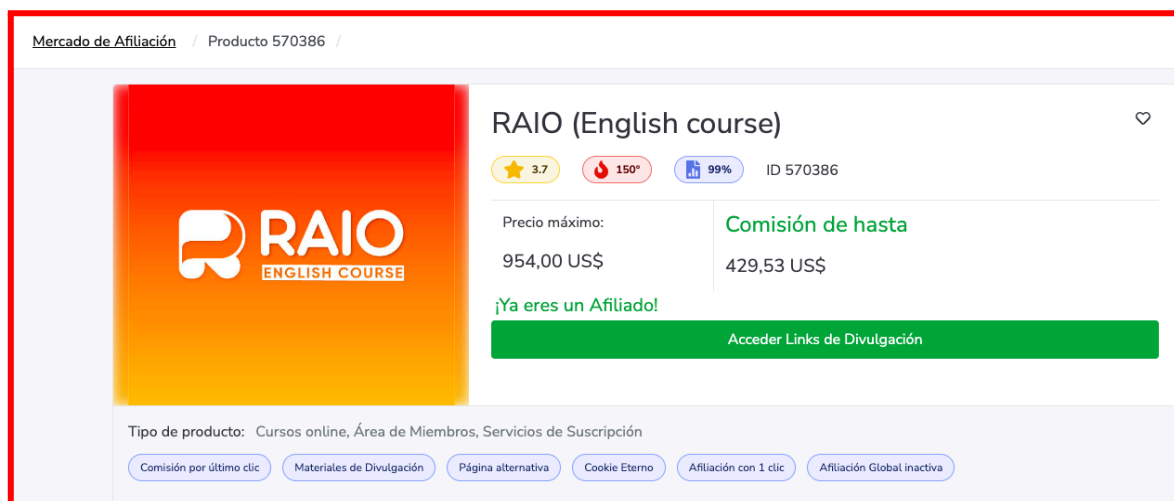 Mercado de Afiliación / Producto 570386 /
RAIO (English course)
3.7 150° 99% ID 570386
RAIO
ENGLISH COURSE
Precio máximo:
954,00 US$
Comisión de hasta
429,53 US$
¡Ya eres un Afiliado!
Acceder Links de Divulgación
Tipo de producto: Cursos online, Área de Miembros, Servicios de Suscripción
Comisión por último clic Materiales de Divulgación Página alternativa Cookie Eterno Afiliación con 1 clic Afiliación Global inactiva